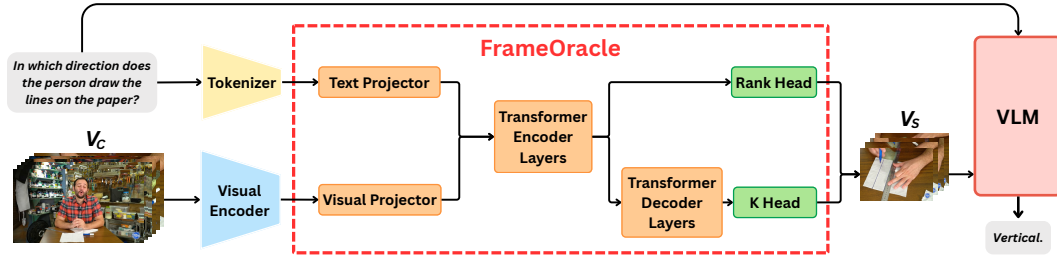 FrameOracle
In which direction does
the person draw the
lines on the paper?
Tokenizer
Text Projector
Rank Head
Transformer
Encoder
Layers
VLM
V_C
V_S
Visual
Encoder
Visual Projector
Transformer
Decoder
Layers
K Head
Vertical.